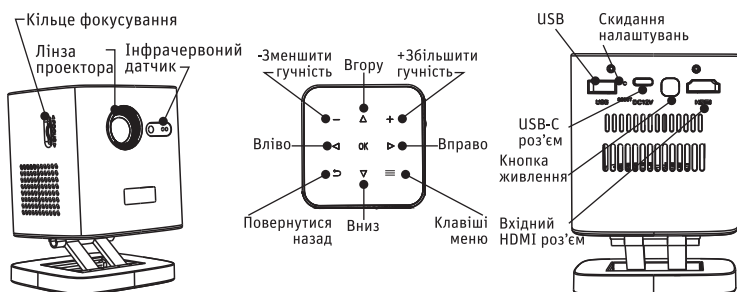 Кільце фокусування
Лінза
проектора
Інфрачервоний
датчик
-Зменшити
гучність
Вгору
+Збільшити
гучність
Вліво
OK
Вправо
Повернутися
назад
Вниз
Клавіші
меню
USB
Скидання
налаштувань
USB
DC12V
HDMI
USB-C
роз'єм
Кнопка
живлення
Вхідний
HDMI роз'єм